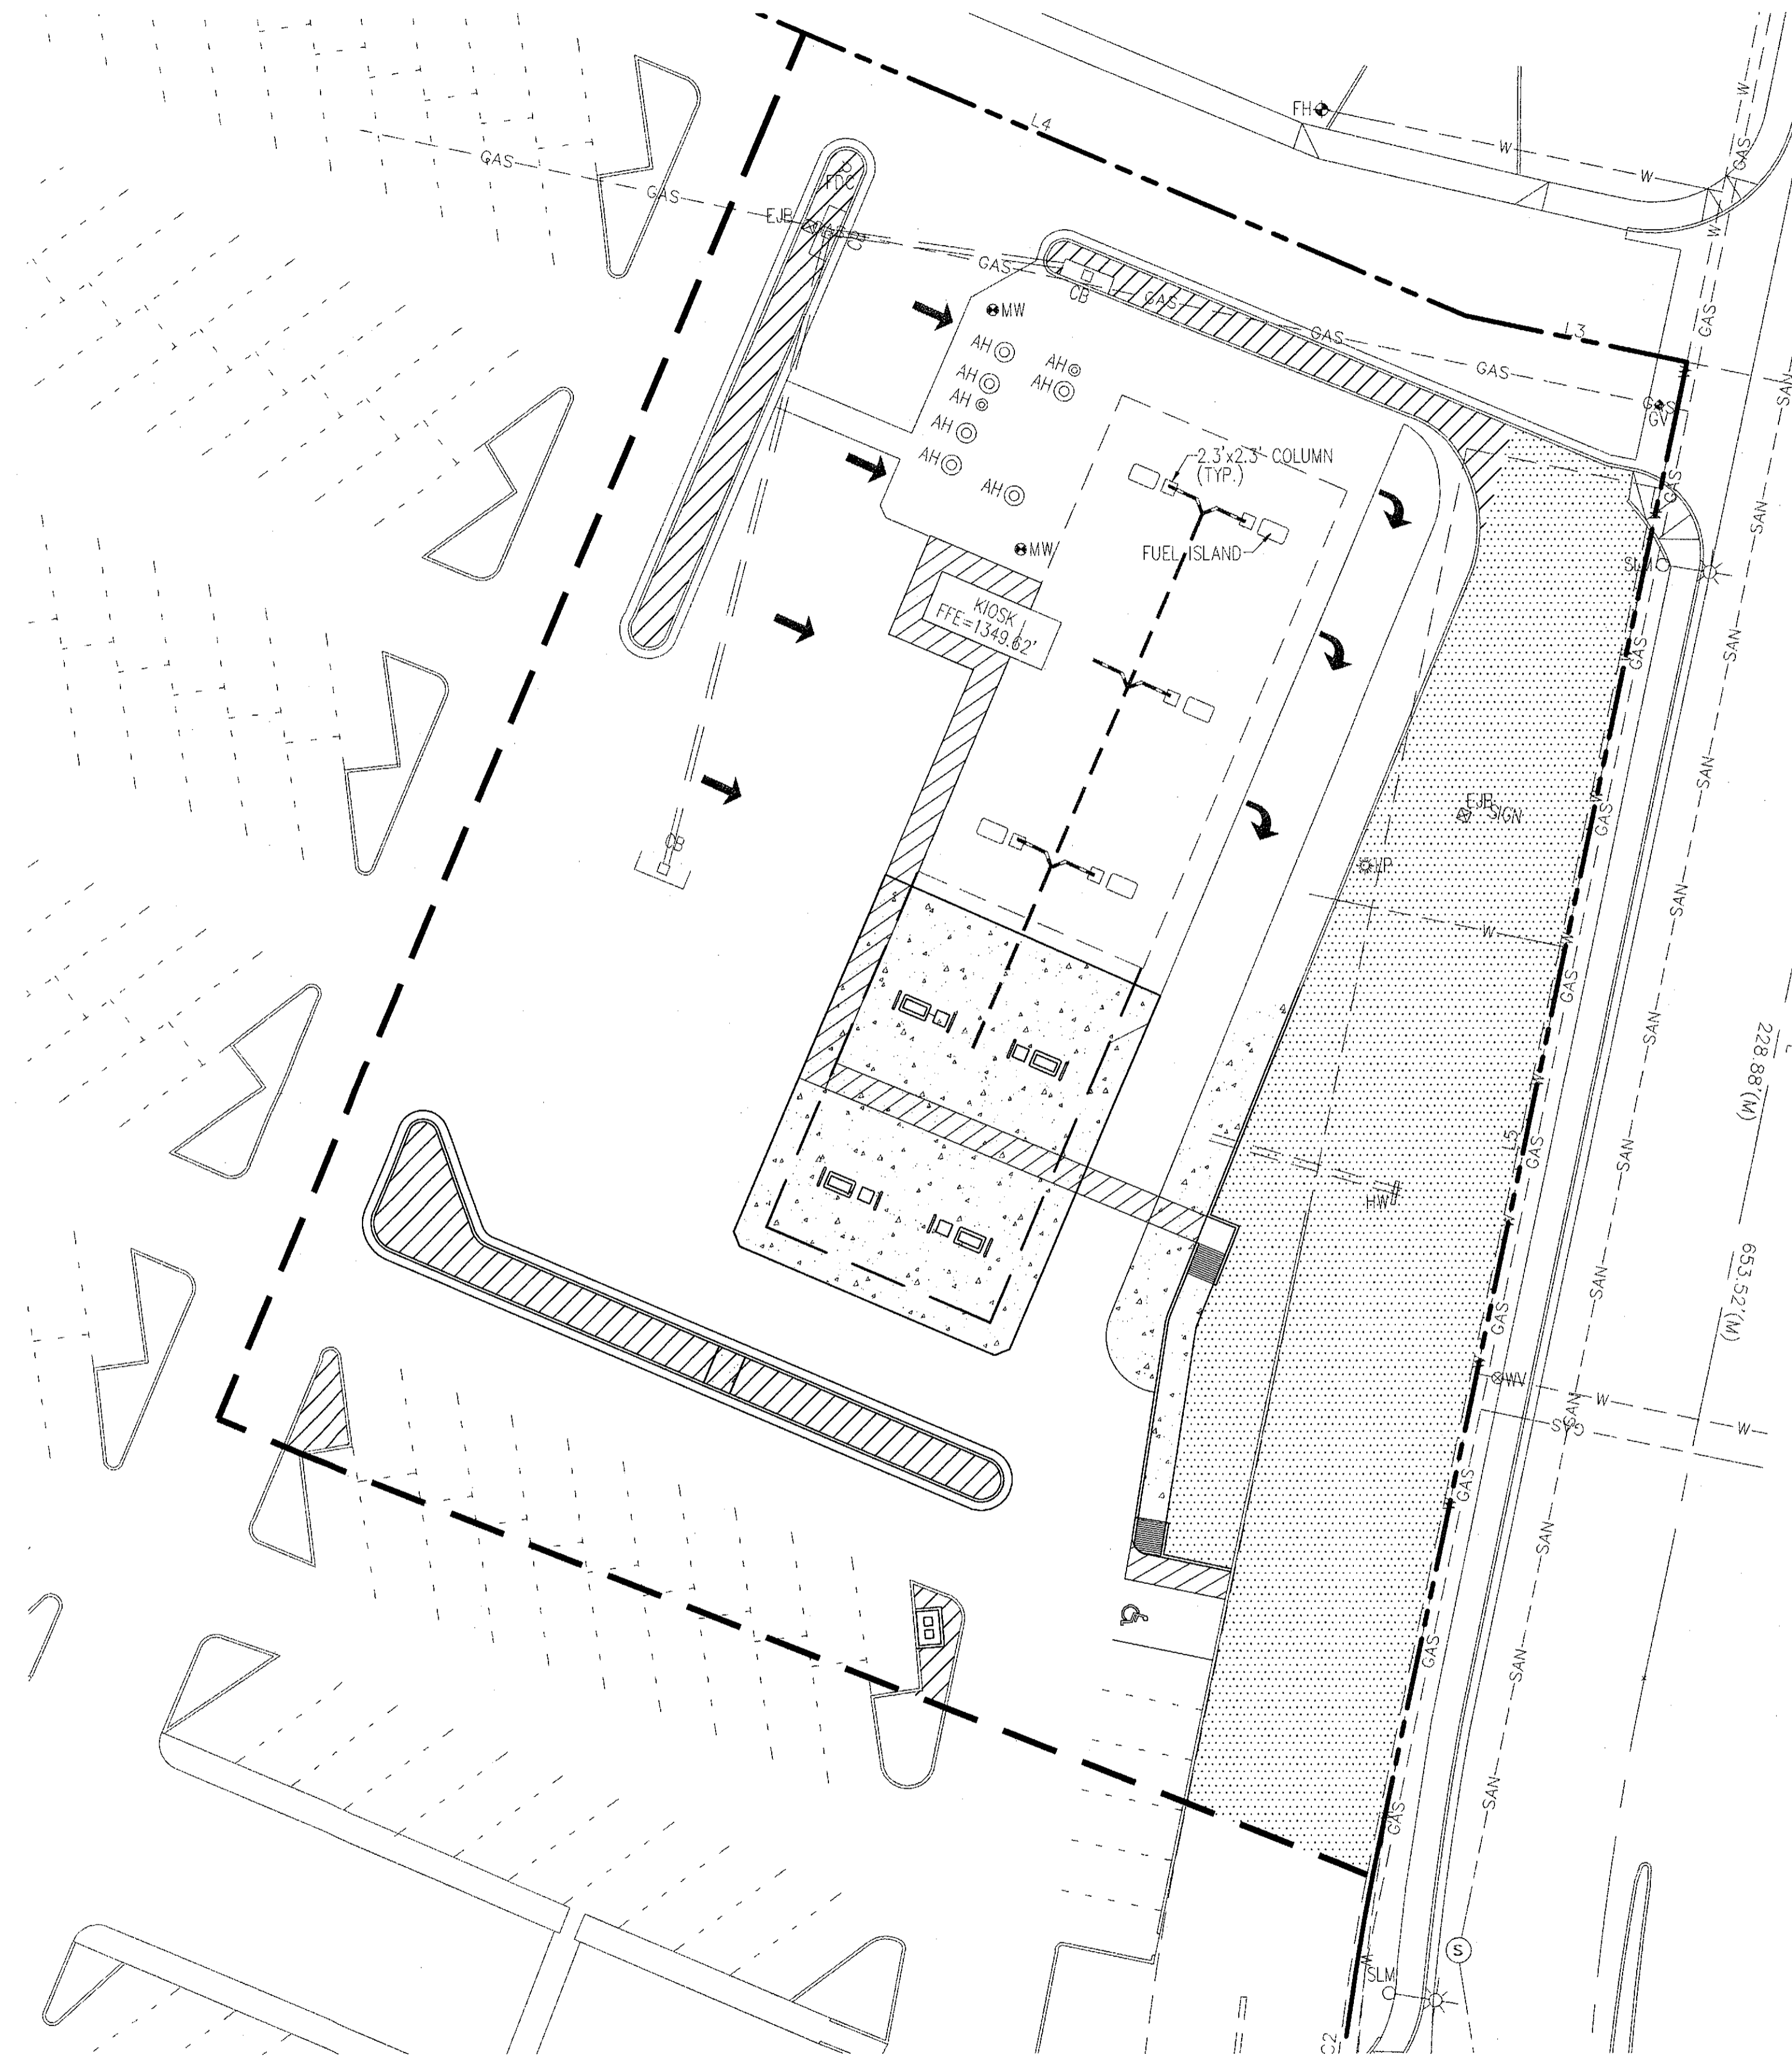 L4
FH
W
W
W
GAS
W
GAS
GAS
FDC
EJB
GAS
CB
GAS
GAS
W
GAS
MW
L3
GAS
GV
SAN
AH
AH
AH
AH
AH
AH
AH
AH
2.3'x2.3' COLUMN
(TYP.)
FUEL ISLAND
MW
GAS
SAN
SLM
KIOSK
FFE=1349.62'
GAS
SAN
CB
EJB
SIGN
LP
GAS
SAN
SAN
W
GAS
SAN
228.88'(M)
L5
GAS
SAN
HW
653.52'(M)
SAN
GAS
WV
W
W
SAN
GAS
GAS
SAN
GAS
SAN
GAS
SAN
S
SLM
C2